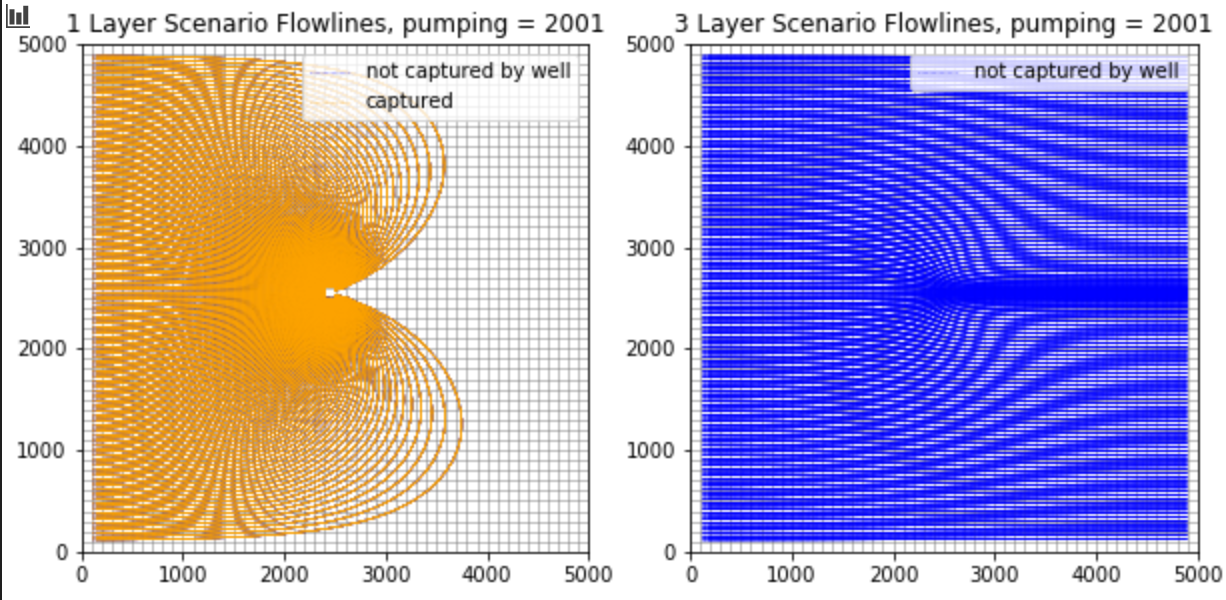 1 Layer Scenario Flowlines, pumping = 2001
5000
4000
3000
2000
1000
0
not captured by well
captured
0 1000 2000 3000 4000 5000
3 Layer Scenario Flowlines, pumping = 2001
5000
4000
3000
2000
1000
0
not captured by well
0 1000 2000 3000 4000 5000